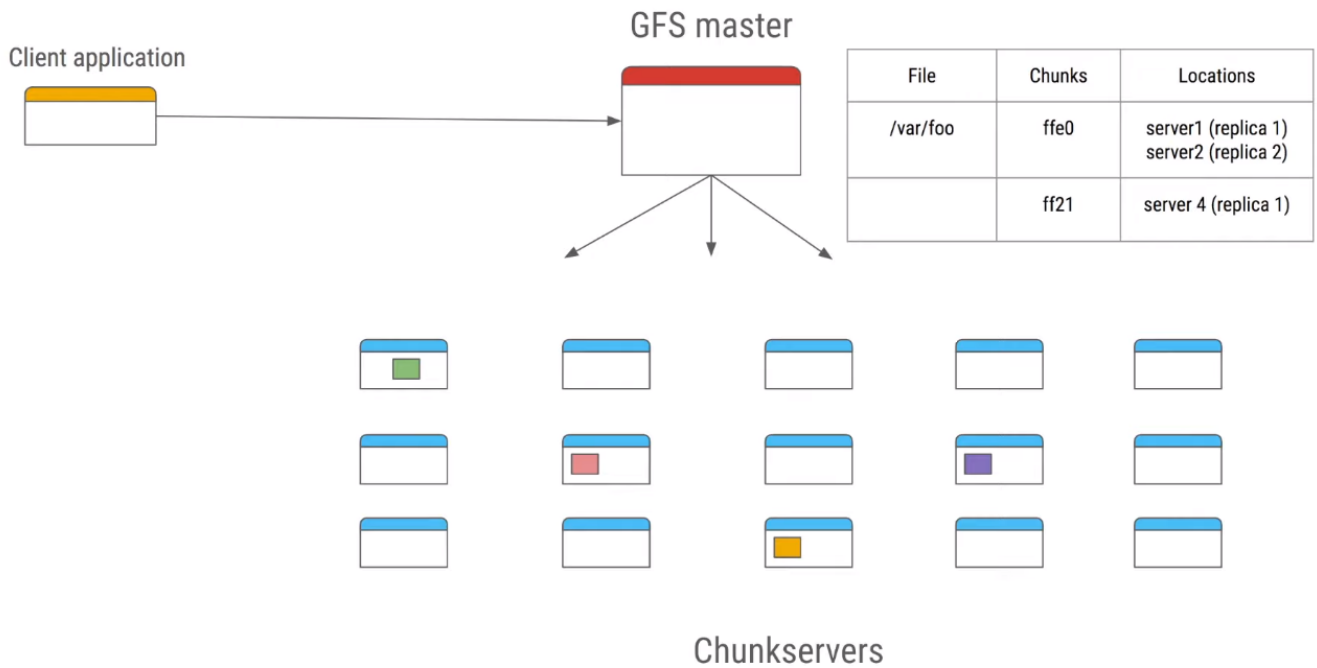 GFS master
Client application
File Chunks Locations
/var/foo ffe0 server1 (replica 1)
server2 (replica 2)
ff21 server 4 (replica 1)
Chunkservers